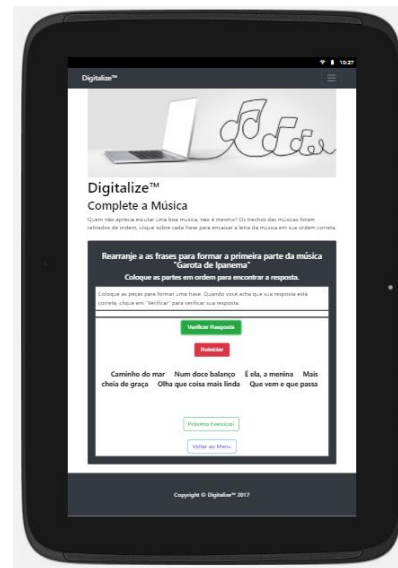 10:27
Digitalize™
Digitalize™
Complete a Música
Quem não aprecia escutar uma boa música, não é mesmo? Os trechos das músicas foram
retirados de ordem, clique sobre cada frase para encaixar a letra da música em sua ordem correta.
Rearranje a as frases para formar a primeira parte da música
"Garota de Ipanema"
Coloque as partes em ordem para encontrar a resposta.
Coloque as peças para formar uma frase. Quando você acha que sua resposta esta
correta, clique em "Verificar" para verificar sua resposta.
Verificar Resposta
Reiniciar
Caminho do mar Num doce balanço É ela, a menina Mais
cheia de graça Olha que coisa mais linda Que vem e que passa
Próximo Exercício!
Voltar ao Menu.
Copyright © Digitalize™ 2017